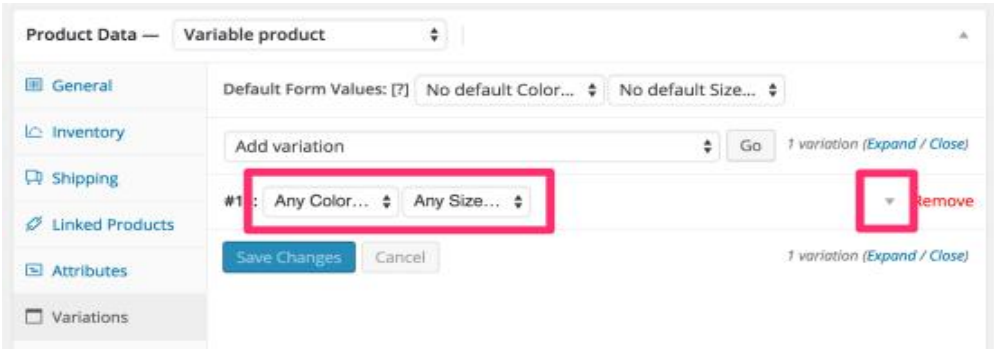 Product Data — Variable product
General
Default Form Values: [?] No default Color... No default Size...
Inventory
Add variation Go 1 variation (Expand / Close)
Shipping
#1 : Any Color... Any Size... Remove
Linked Products
Save Changes Cancel 1 variation (Expand / Close)
Attributes
Variations